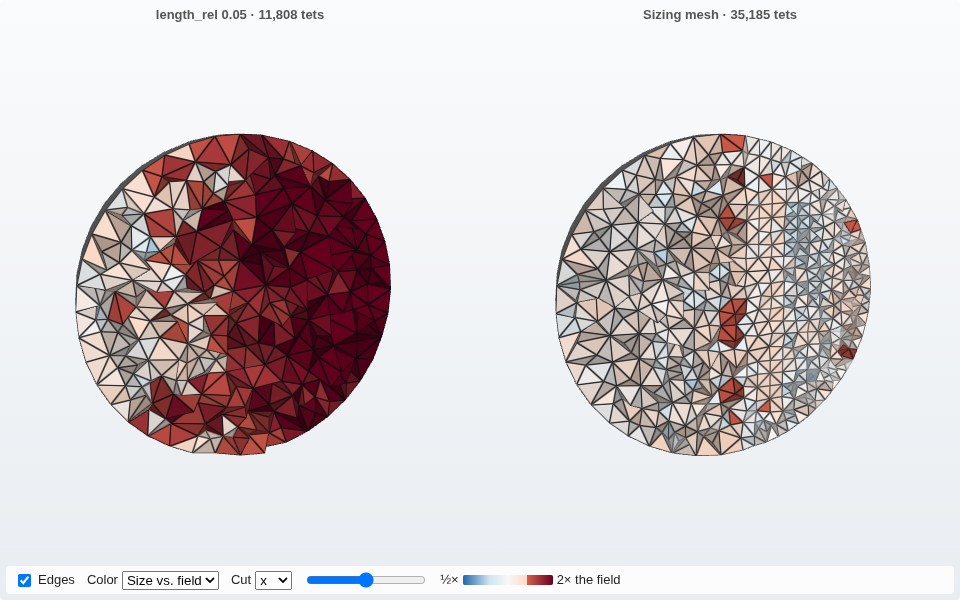 length_rel 0.05 · 11,808 tets
Sizing mesh · 35,185 tets
Edges Color Size vs. field Cut x ½× 2× the field